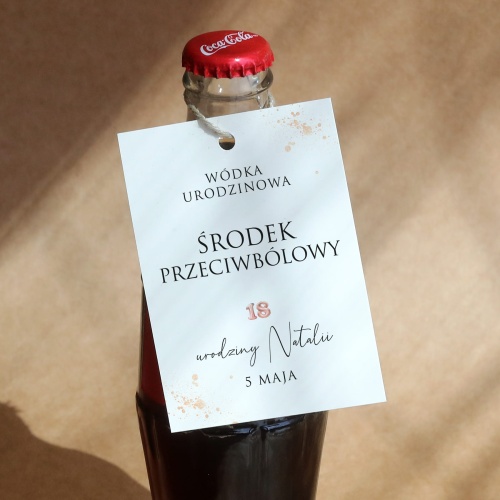 Coca-Cola
WÓDKA
URODZINOWA
ŚRODEK
PRZECIWBÓLOWY
18
urodziny Natalii
5 MAJA